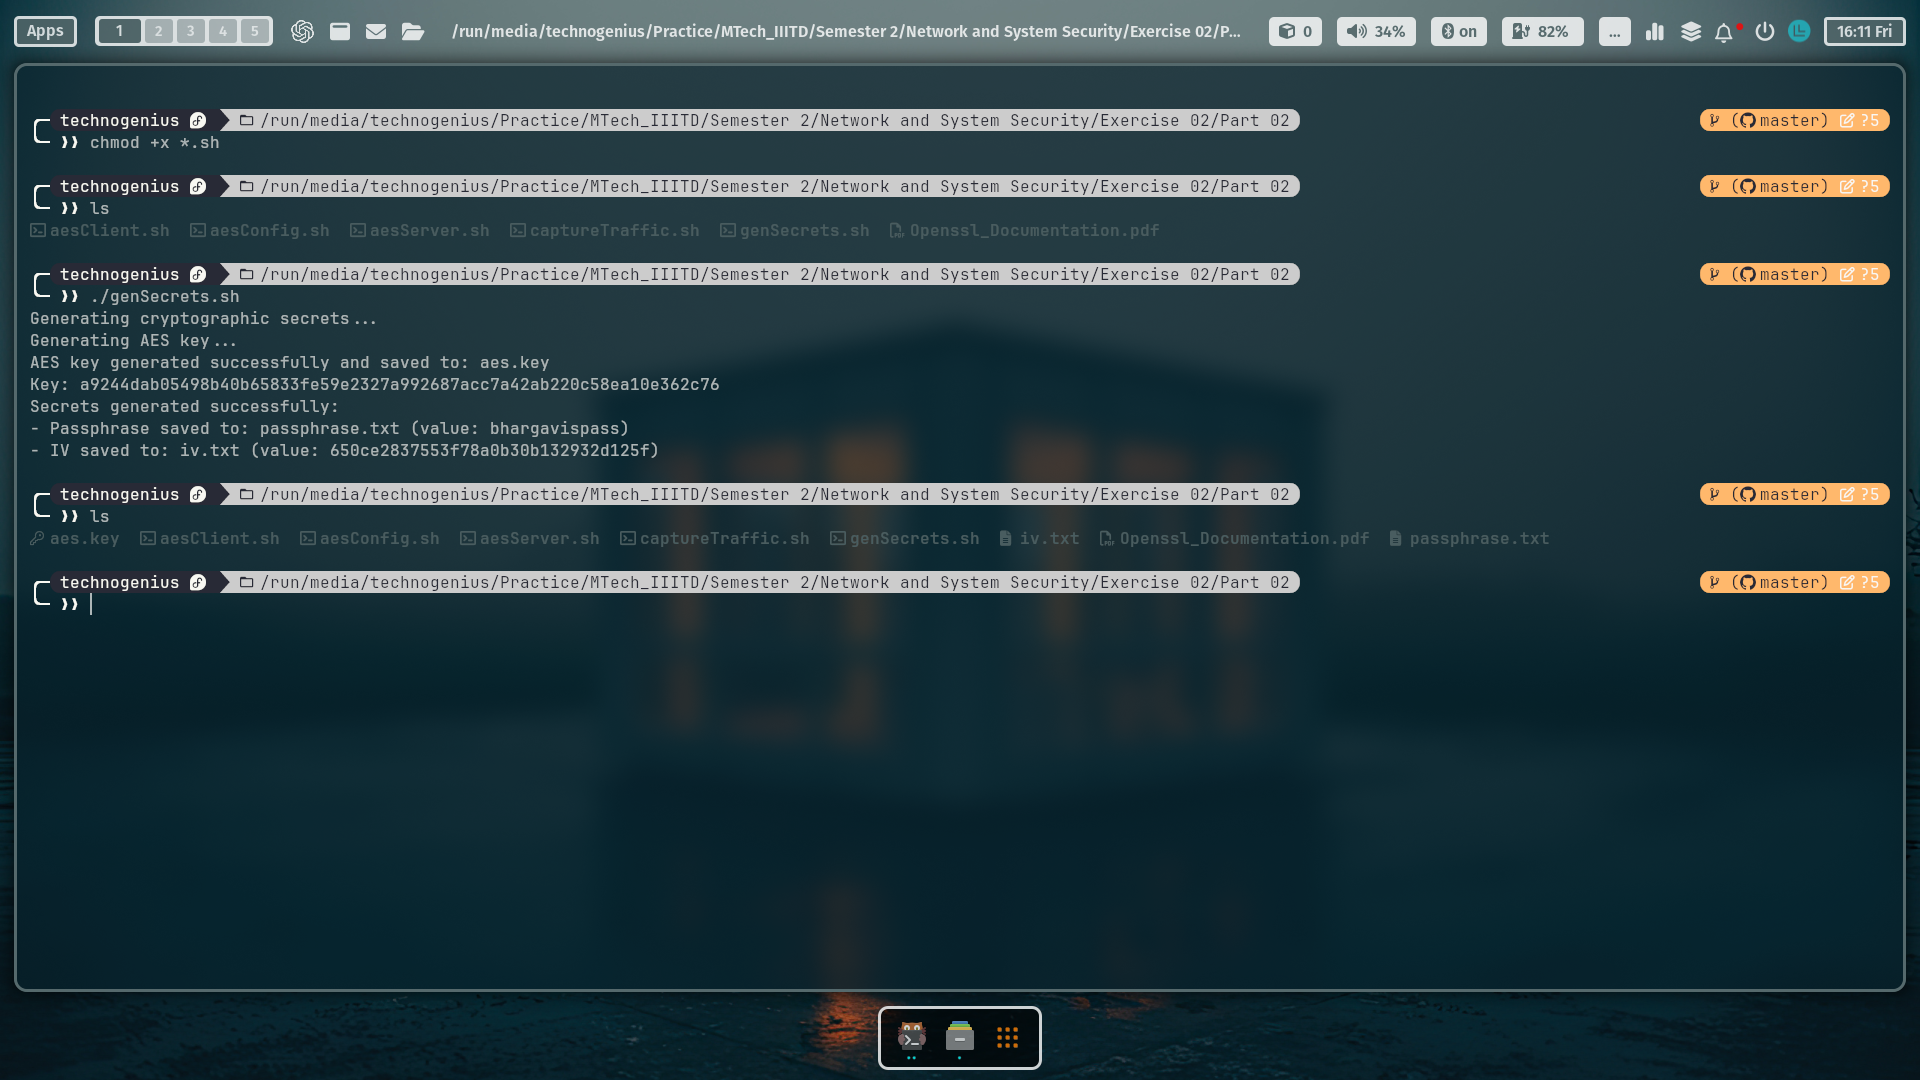 Apps 1 2 3 4 5 /run/media/technogenius/Practice/MTech_IIITD/Semester 2/Network and System Security/Exercise 02/P... 0 34% on 82% ... 16:11 Fri
technogenius /run/media/technogenius/Practice/MTech_IIITD/Semester 2/Network and System Security/Exercise 02/Part 02 (master) ?5
❯❯ chmod +x *.sh
technogenius /run/media/technogenius/Practice/MTech_IIITD/Semester 2/Network and System Security/Exercise 02/Part 02 (master) ?5
❯❯ ls
aesClient.sh aesConfig.sh aesServer.sh captureTraffic.sh genSecrets.sh Openssl_Documentation.pdf
technogenius /run/media/technogenius/Practice/MTech_IIITD/Semester 2/Network and System Security/Exercise 02/Part 02 (master) ?5
❯❯ ./genSecrets.sh
Generating cryptographic secrets...
Generating AES key...
AES key generated successfully and saved to: aes.key
Key: a9244dab05498b40b65833fe59e2327a992687acc7a42ab220c58ea10e362c76
Secrets generated successfully:
- Passphrase saved to: passphrase.txt (value: bhargavispass)
- IV saved to: iv.txt (value: 650ce2837553f78a0b30b132932d125f)
technogenius /run/media/technogenius/Practice/MTech_IIITD/Semester 2/Network and System Security/Exercise 02/Part 02 (master) ?5
❯❯ ls
aes.key aesClient.sh aesConfig.sh aesServer.sh captureTraffic.sh genSecrets.sh iv.txt Openssl_Documentation.pdf passphrase.txt
technogenius /run/media/technogenius/Practice/MTech_IIITD/Semester 2/Network and System Security/Exercise 02/Part 02 (master) ?5
❯❯